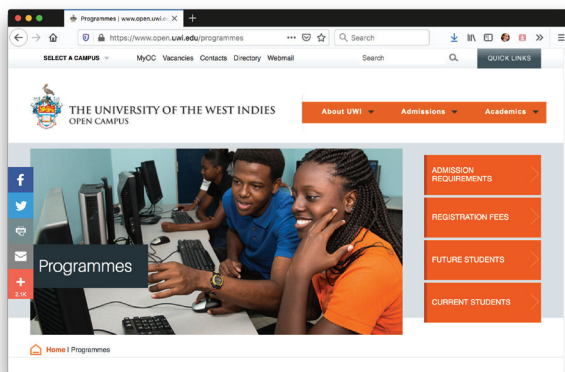 Programmes | www.open.uwi.e
https://www.open.uwi.edu/programmes
Search
SELECT A CAMPUS
MyOC Vacancies Contacts Directory Webmail
Search
QUICK LINKS
THE UNIVERSITY OF THE WEST INDIES
OPEN CAMPUS
About UWI
Admissions
Academics
ADMISSION
REQUIREMENTS
REGISTRATION FEES
FUTURE STUDENTS
CURRENT STUDENTS
Programmes
2.1K
Home | Programmes